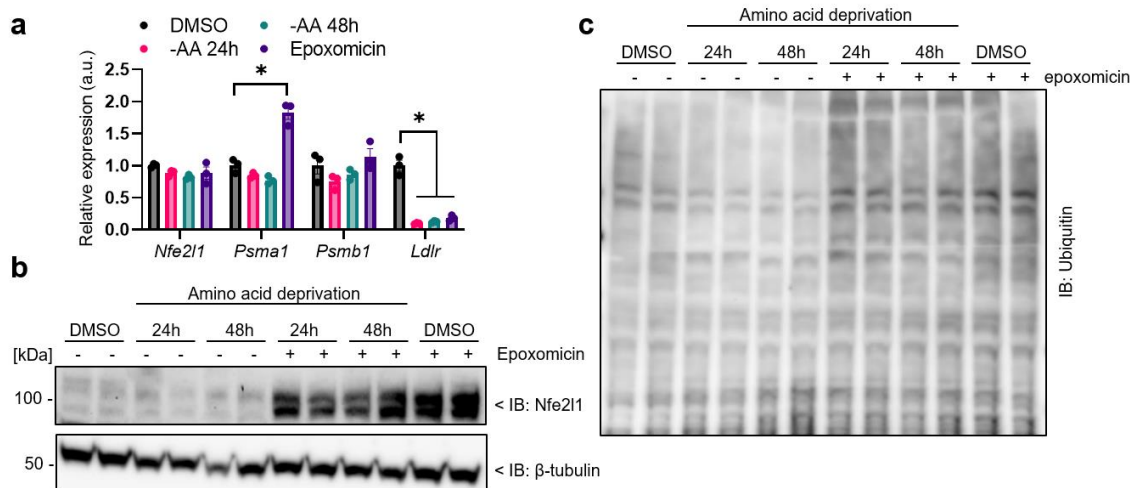 a
DMSO -AA 48h
-AA 24h Epoxomicin
Relative expression (a.u.)
2.5
2.0
1.5
1.0
0.5
0.0
* *
Nfe2l1 Psma1 Psmb1 Ldlr
b
Amino acid deprivation
DMSO 24h 48h 24h 48h DMSO
[kDa] - - - - - - + + + + + + Epoxomicin
100 - < IB: Nfe2l1
50 - < IB: β-tubulin
c
Amino acid deprivation
DMSO 24h 48h 24h 48h DMSO
- - - - - - + + + + + + epoxomicin
IB: Ubiquitin